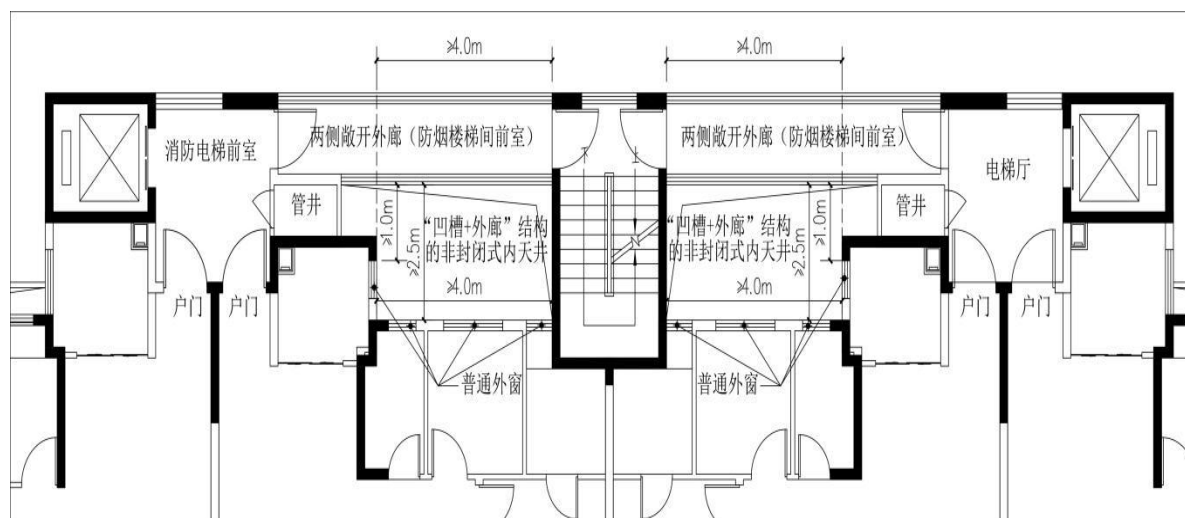 ≥4.0m
≥4.0m
消防电梯前室
两侧敞开外廊（防烟楼梯间前室）
两侧敞开外廊（防烟楼梯间前室）
电梯厅
管井
≥1.0m
≥2.5m
“凹槽+外廊”结构
的非封闭式内天井
上
下
“凹槽+外廊”结构
的非封闭式内天井
≥2.5m
≥1.0m
管井
≥4.0m
≥4.0m
户门
户门
户门
户门
普通外窗
普通外窗